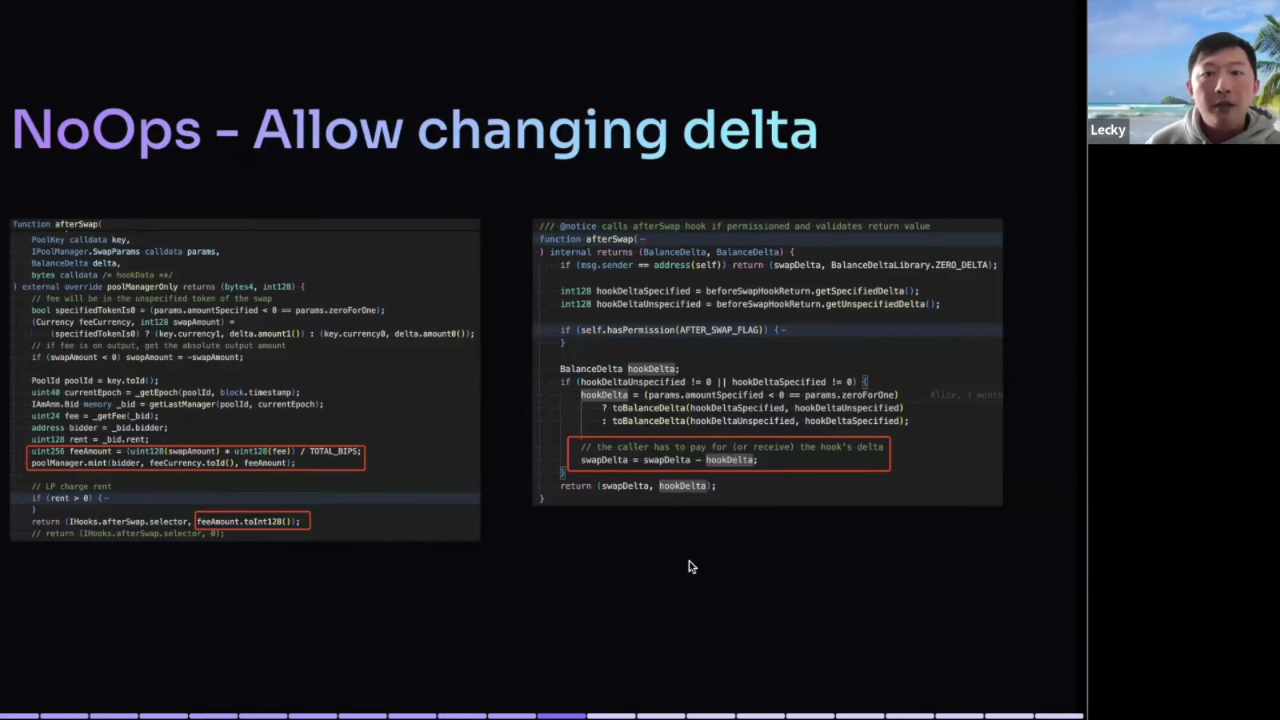 NoOps - Allow changing delta
function afterSwap(
PoolKey calldata key,
IPoolManager.SwapParams calldata params,
BalanceDelta delta,
bytes calldata /* hookData **/
) external override poolManagerOnly returns (bytes4, int128) {
// fee will be in the unspecified token of the swap
bool specifiedTokenIs0 = (params.amountSpecified < 0 == params.zeroForOne);
(Currency feeCurrency, int128 swapAmount) =
(specifiedTokenIs0) ? (key.currency1, delta.amount1()) : (key.currency0, delta.amount0());
// if fee is on output, get the absolute output amount
if (swapAmount < 0) swapAmount = -swapAmount;
PoolId poolId = key.toId();
uint40 currentEpoch = _getEpoch(poolId, block.timestamp);
IAmAmm.Bid memory _bid = getLastManager(poolId, currentEpoch);
uint24 fee = _getFee(_bid);
address bidder = _bid.bidder;
uint128 rent = _bid.rent;
uint256 feeAmount = (uint128(swapAmount) * uint128(fee)) / TOTAL_BIPS;
poolManager.mint(bidder, feeCurrency.toId(), feeAmount);
// LP charge rent
if (rent > 0) {
}
return (IHooks.afterSwap.selector, feeAmount.toInt128());
// return (IHooks.afterSwap.selector, 0);
/// @notice calls afterSwap hook if permissioned and validates return value
function afterSwap(
) internal returns (BalanceDelta, BalanceDelta) {
if (msg.sender == address(self)) return (swapDelta, BalanceDeltaLibrary.ZERO_DELTA);
int128 hookDeltaSpecified = beforeSwapHookReturn.getSpecifiedDelta();
int128 hookDeltaUnspecified = beforeSwapHookReturn.getUnspecifiedDelta();
if (self.hasPermission(AFTER_SWAP_FLAG)) {
}
BalanceDelta hookDelta;
if (hookDeltaUnspecified != 0 || hookDeltaSpecified != 0) {
hookDelta = (params.amountSpecified < 0 == params.zeroForOne) Alice, 3 month
? toBalanceDelta(hookDeltaSpecified, hookDeltaUnspecified)
: toBalanceDelta(hookDeltaUnspecified, hookDeltaSpecified);
// the caller has to pay for (or receive) the hook's delta
swapDelta = swapDelta - hookDelta;
}
return (swapDelta, hookDelta);
}
Lecky